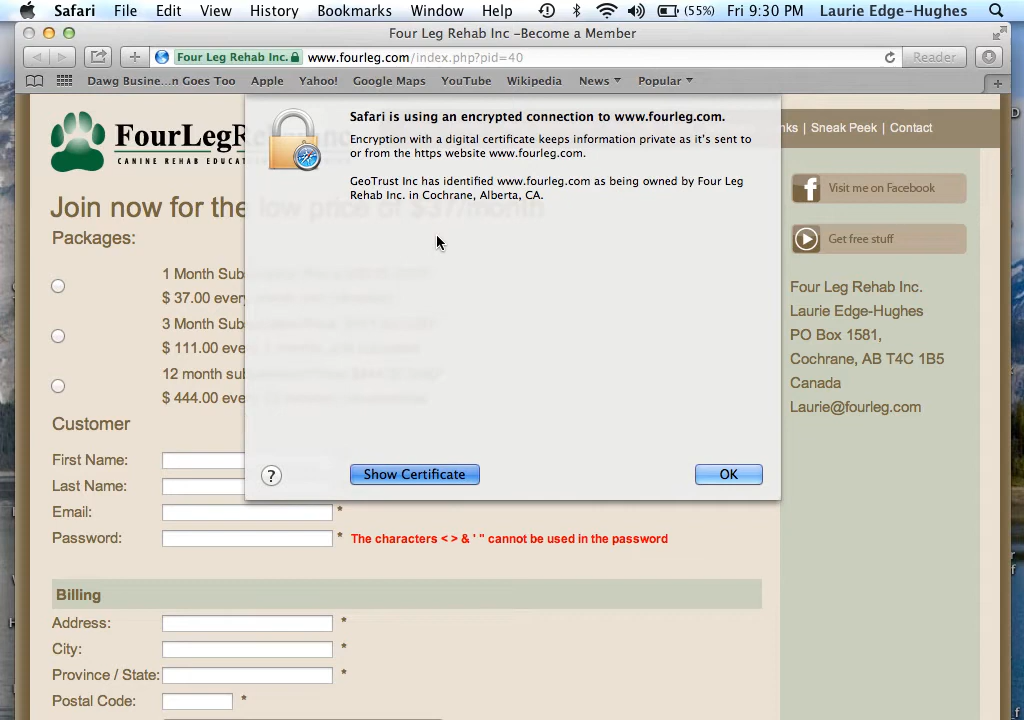 Safari File Edit View History Bookmarks Window Help (55%) Fri 9:30 PM Laurie Edge-Hughes
Four Leg Rehab Inc –Become a Member
Four Leg Rehab Inc. www.fourleg.com/index.php?pid=40 Reader
Dawg Busine...n Goes Too Apple Yahoo! Google Maps YouTube Wikipedia News Popular
Safari is using an encrypted connection to www.fourleg.com.
Encryption with a digital certificate keeps information private as it's sent to
or from the https website www.fourleg.com.
GeoTrust Inc has identified www.fourleg.com as being owned by Four Leg
Rehab Inc. in Cochrane, Alberta, CA.
? Show Certificate OK
FourLegR
CANINE REHAB EDUCA
nks | Sneak Peek | Contact
Join now for the low price of $37/month
Packages:
1 Month Sub
$ 37.00 every
3 Month Sub
$ 111.00 eve
12 month sub
$ 444.00 eve
Customer
First Name:
Last Name:
Email: *
Password: * The characters < > & ' " cannot be used in the password
Billing
Address: *
City: *
Province / State: *
Postal Code: *
f Visit me on Facebook
Get free stuff
Four Leg Rehab Inc.
Laurie Edge-Hughes
PO Box 1581,
Cochrane, AB T4C 1B5
Canada
Laurie@fourleg.com